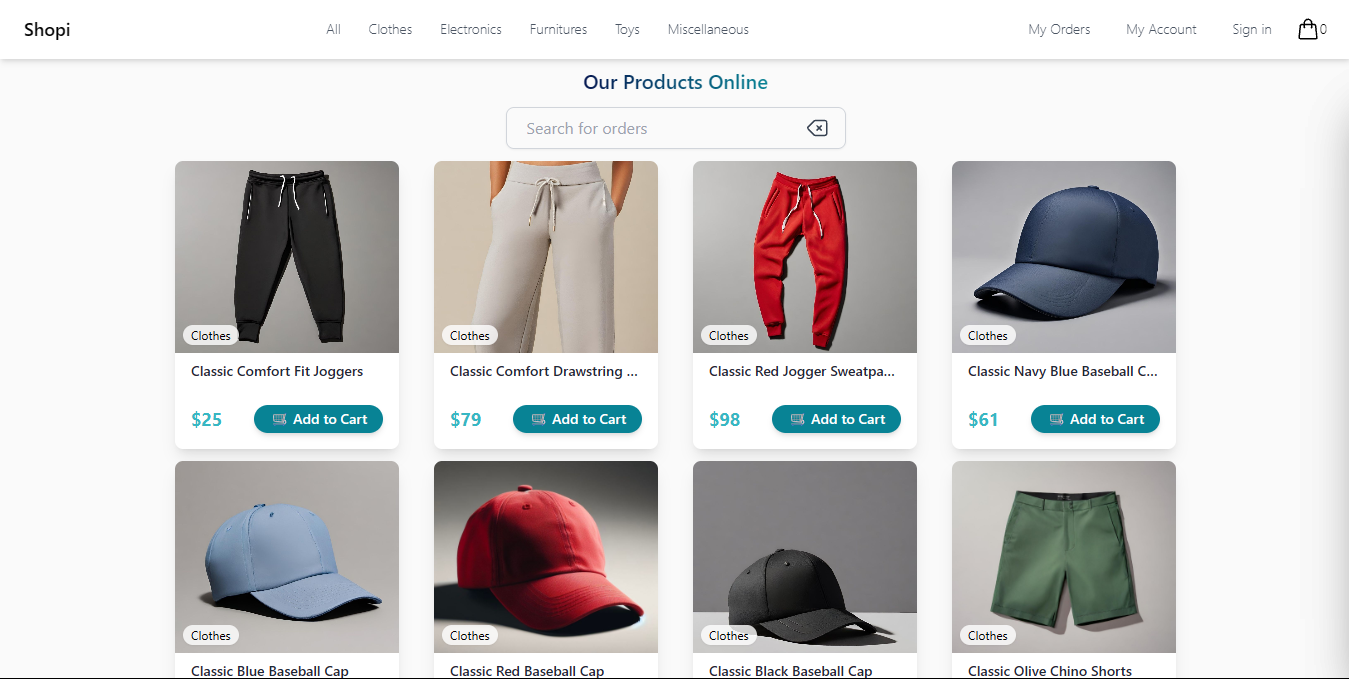 Shopi All Clothes Electronics Furnitures Toys Miscellaneous My Orders My Account Sign in 0
Our Products Online
Search for orders
Clothes Clothes Clothes Clothes
Classic Comfort Fit Joggers Classic Comfort Drawstring ... Classic Red Jogger Sweatpa... Classic Navy Blue Baseball C...
$25 Add to Cart $79 Add to Cart $98 Add to Cart $61 Add to Cart
Clothes Clothes Clothes Clothes
Classic Blue Baseball Cap Classic Red Baseball Cap Classic Black Baseball Cap Classic Olive Chino Shorts